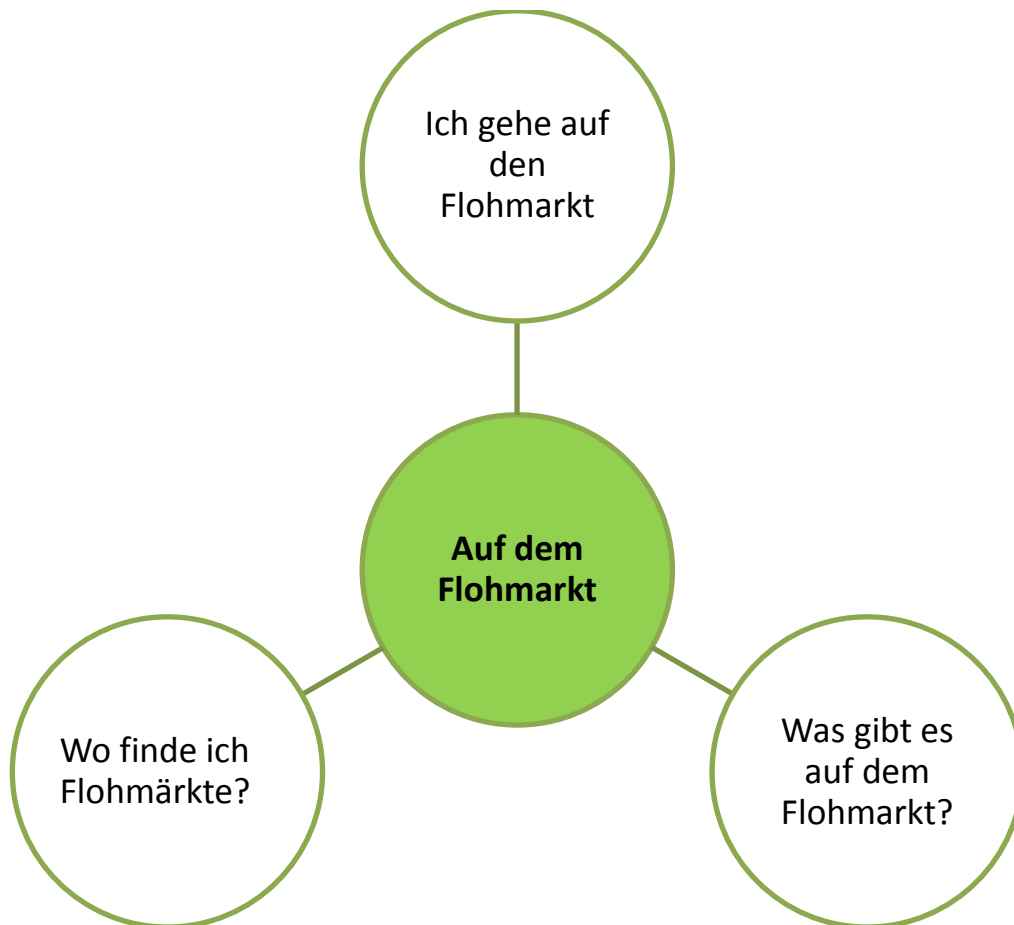 Ich gehe auf
den
Flohmarkt
Auf dem
Flohmarkt
Wo finde ich
Flohmärkte?
Was gibt es
auf dem
Flohmarkt?